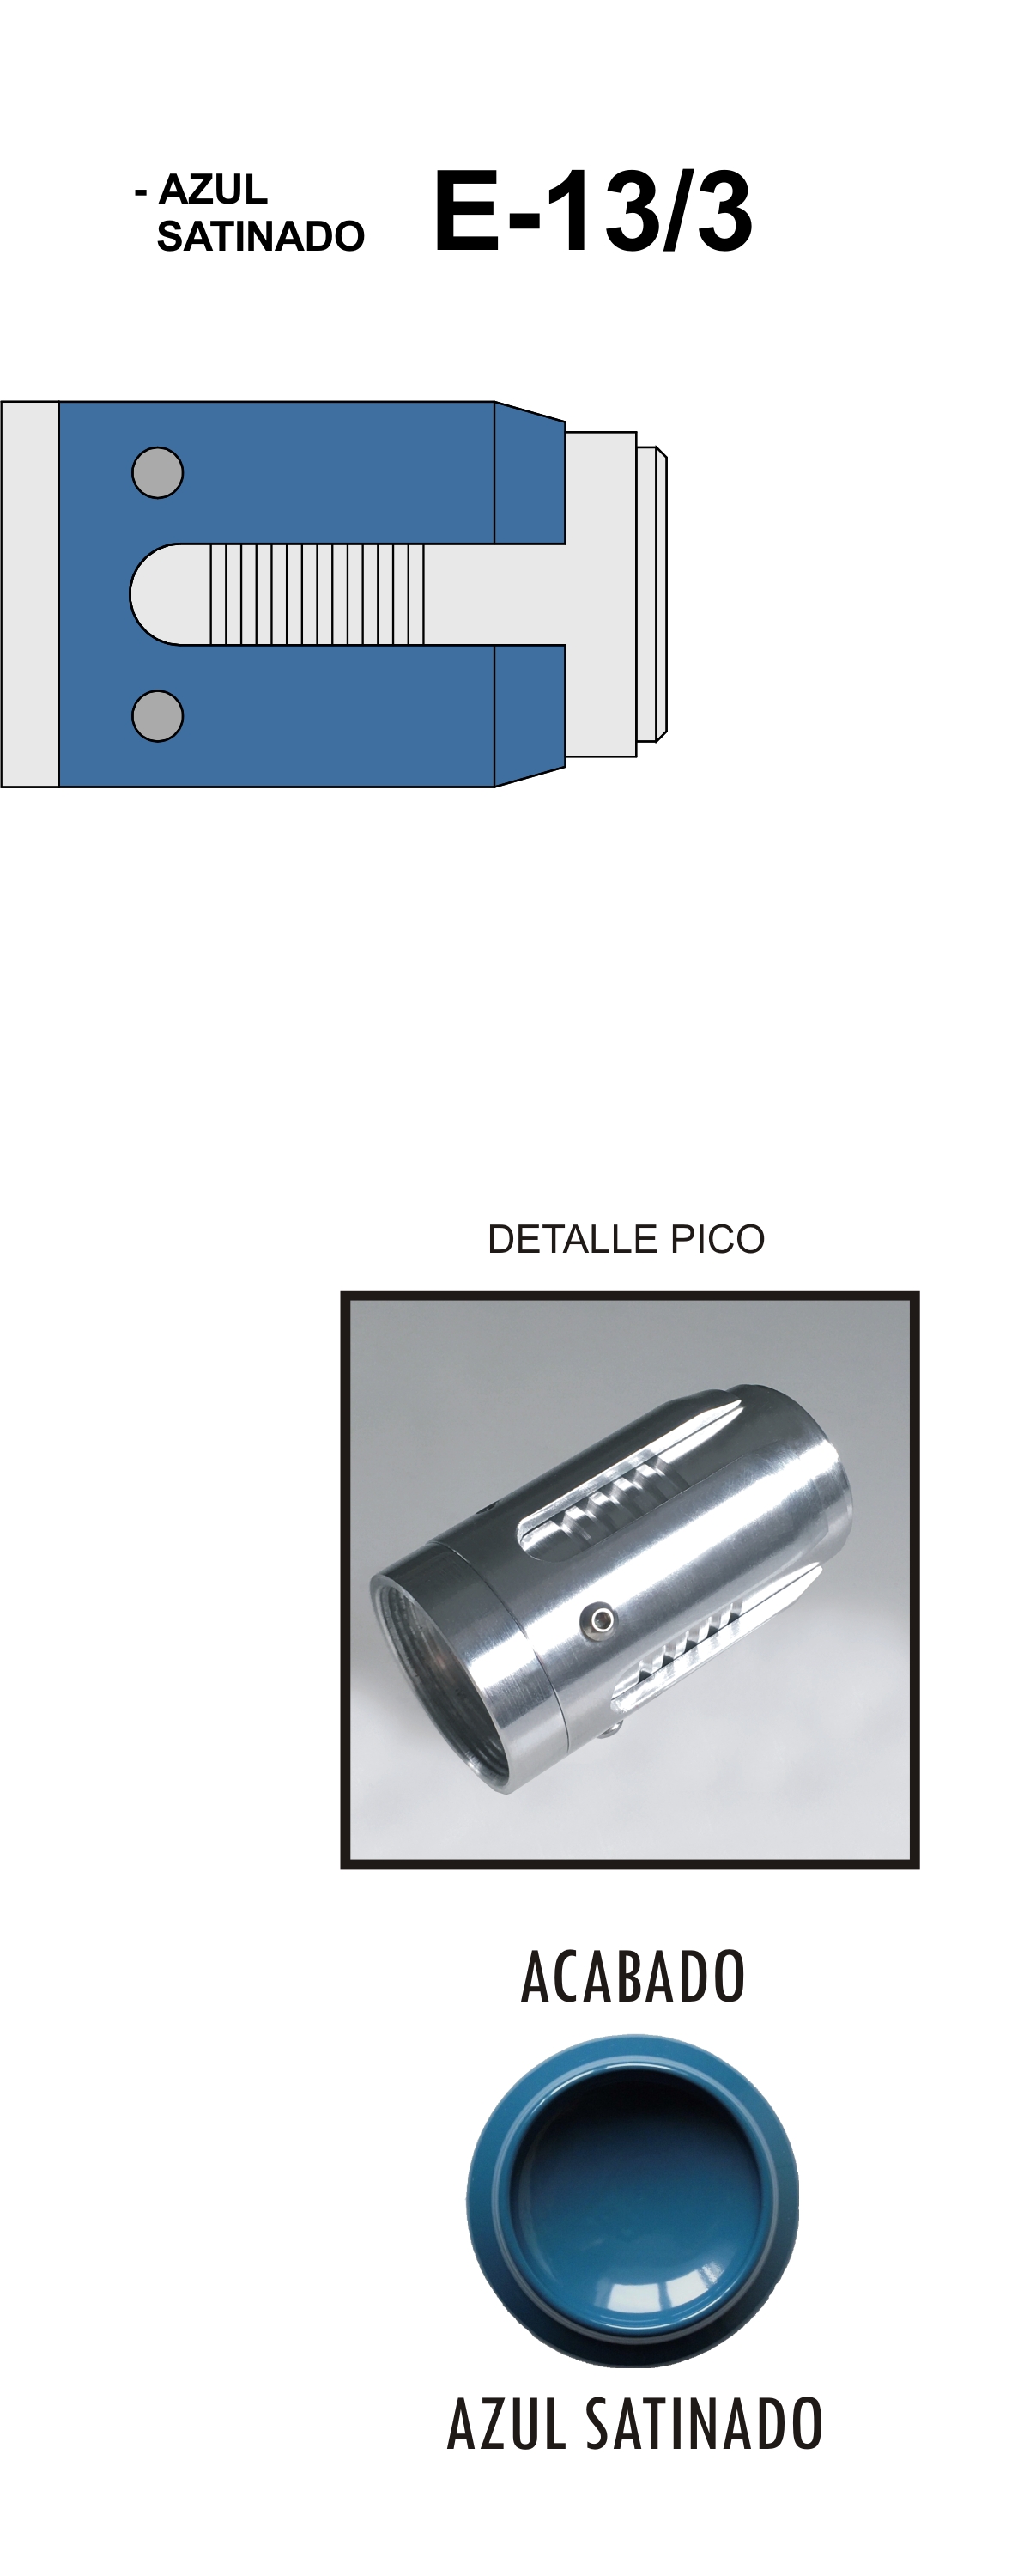 - AZUL
SATINADO
E-13/3
DETALLE PICO
ACABADO
AZUL SATINADO